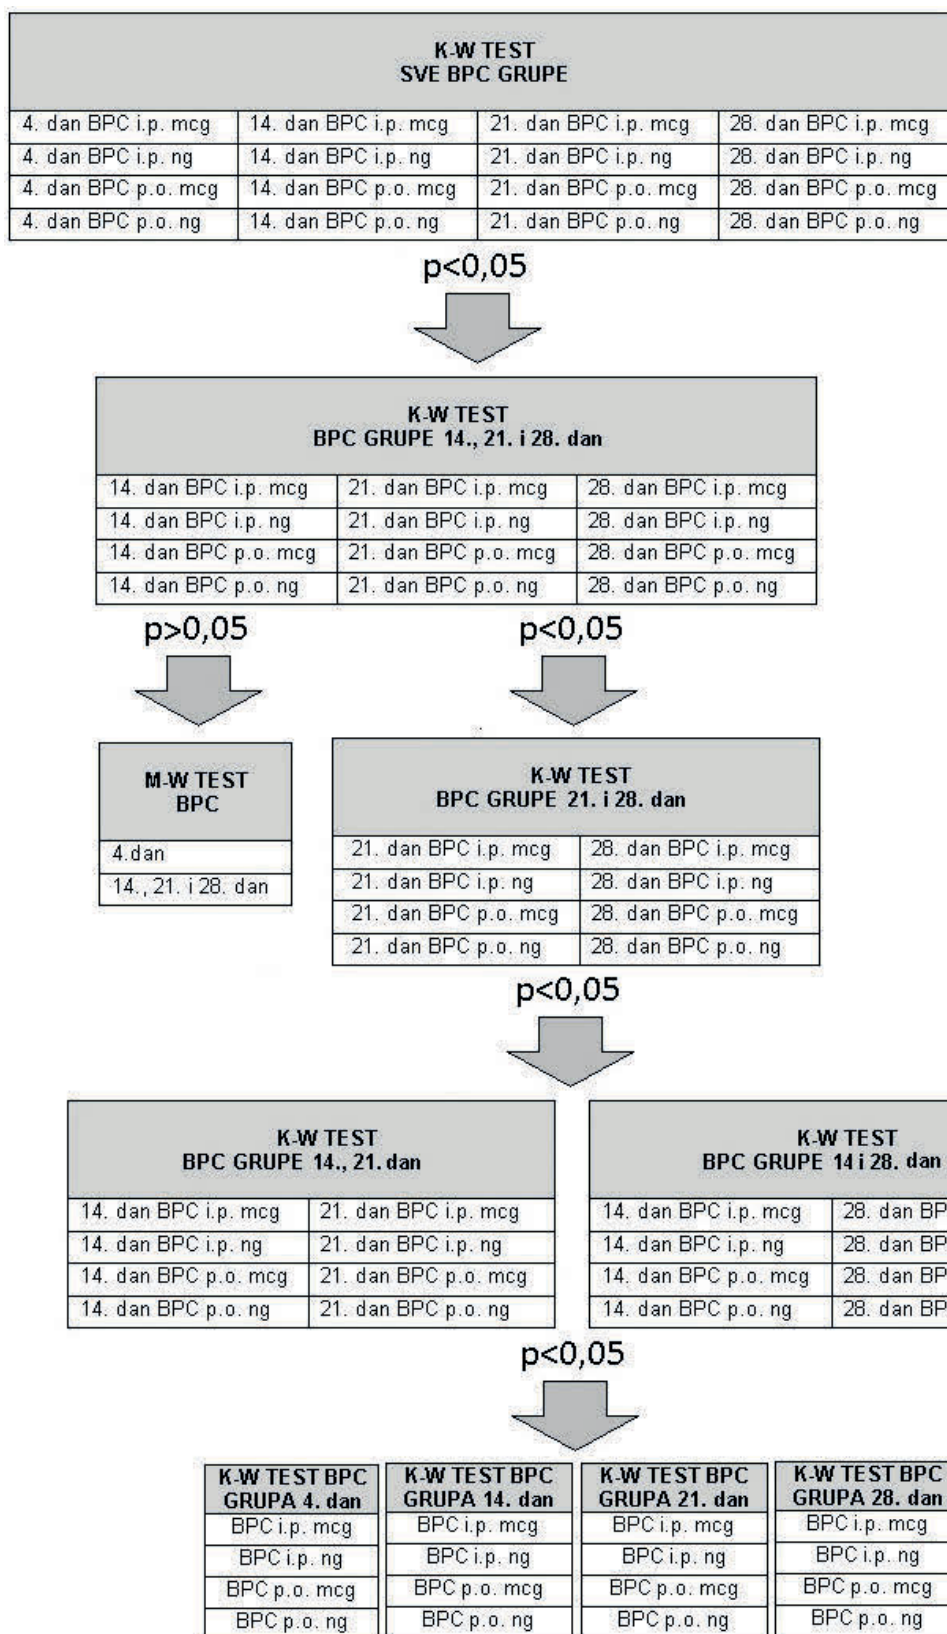 K-W TEST
SVE BPC GRUPE
4. dan BPC i.p. mcg 14. dan BPC i.p. mcg 21. dan BPC i.p. mcg 28. dan BPC i.p. mcg
4. dan BPC i.p. ng 14. dan BPC i.p. ng 21. dan BPC i.p. ng 28. dan BPC i.p. ng
4. dan BPC p.o. mcg 14. dan BPC p.o. mcg 21. dan BPC p.o. mcg 28. dan BPC p.o. mcg
4. dan BPC p.o. ng 14. dan BPC p.o. ng 21. dan BPC p.o. ng 28. dan BPC p.o. ng
p<0,05
K-W TEST
BPC GRUPE 14., 21. i 28. dan
14. dan BPC i.p. mcg 21. dan BPC i.p. mcg 28. dan BPC i.p. mcg
14. dan BPC i.p. ng 21. dan BPC i.p. ng 28. dan BPC i.p. ng
14. dan BPC p.o. mcg 21. dan BPC p.o. mcg 28. dan BPC p.o. mcg
14. dan BPC p.o. ng 21. dan BPC p.o. ng 28. dan BPC p.o. ng
p>0,05 p<0,05
M-W TEST
BPC
4.dan
14., 21. i 28. dan
K-W TEST
BPC GRUPE 21. i 28. dan
21. dan BPC i.p. mcg 28. dan BPC i.p. mcg
21. dan BPC i.p. ng 28. dan BPC i.p. ng
21. dan BPC p.o. mcg 28. dan BPC p.o. mcg
21. dan BPC p.o. ng 28. dan BPC p.o. ng
p<0,05
K-W TEST
BPC GRUPE 14., 21. dan
14. dan BPC i.p. mcg 21. dan BPC i.p. mcg
14. dan BPC i.p. ng 21. dan BPC i.p. ng
14. dan BPC p.o. mcg 21. dan BPC p.o. mcg
14. dan BPC p.o. ng 21. dan BPC p.o. ng
K-W TEST
BPC GRUPE 14 i 28. dan
14. dan BPC i.p. mcg 28. dan BP
14. dan BPC i.p. ng 28. dan BP
14. dan BPC p.o. mcg 28. dan BP
14. dan BPC p.o. ng 28. dan BP
p<0,05
K-W TEST BPC
GRUPA 4. dan
BPC i.p. mcg
BPC i.p. ng
BPC p.o. mcg
BPC p.o. ng
K-W TEST BPC
GRUPA 14. dan
BPC i.p. mcg
BPC i.p. ng
BPC p.o. mcg
BPC p.o. ng
K-W TEST BPC
GRUPA 21. dan
BPC i.p. mcg
BPC i.p. ng
BPC p.o. mcg
BPC p.o. ng
K-W TEST BPC
GRUPA 28. dan
BPC i.p. mcg
BPC i.p. ng
BPC p.o. mcg
BPC p.o. ng